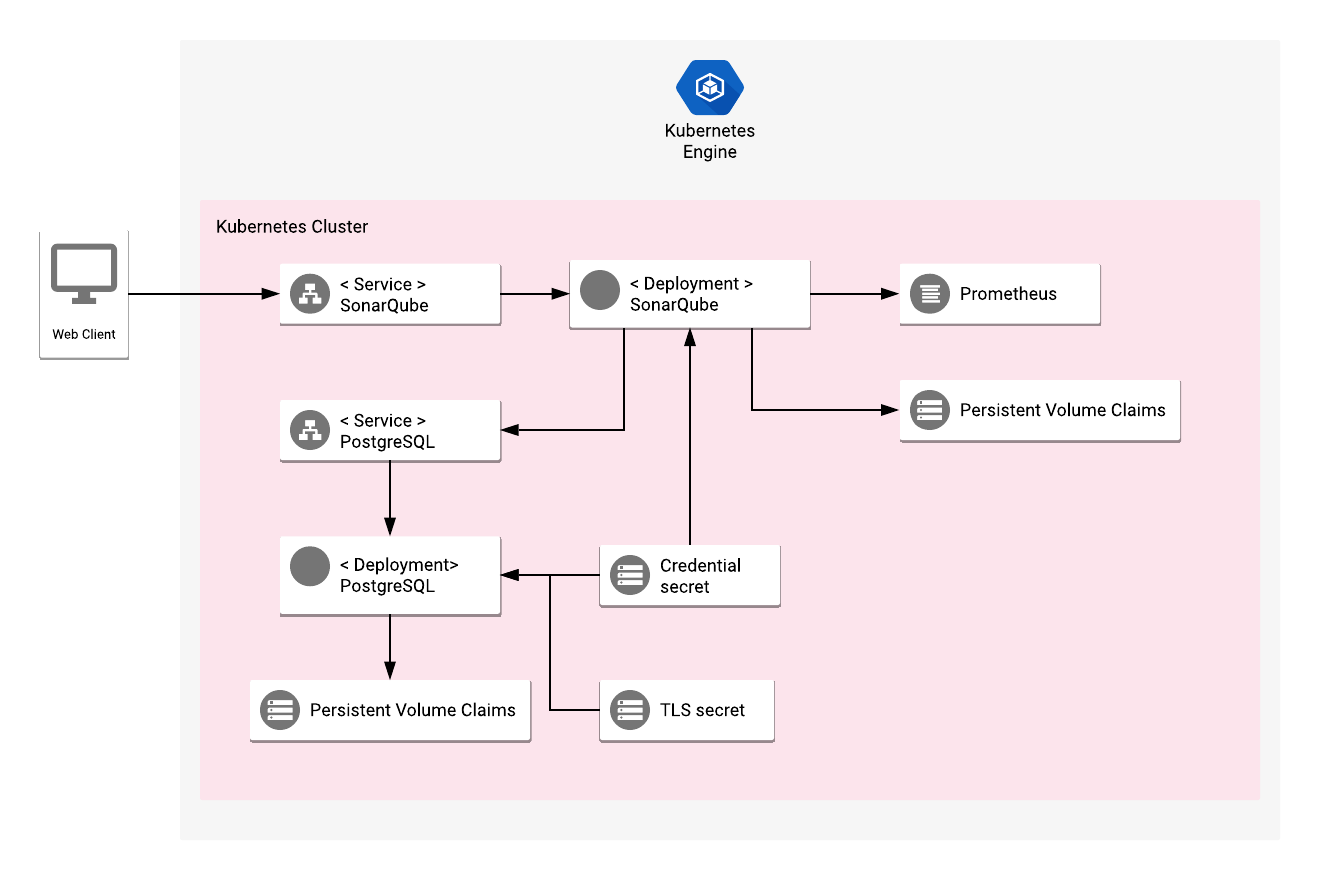 Kubernetes
Engine
Kubernetes Cluster
Web Client
< Service >
SonarQube
< Deployment >
SonarQube
Prometheus
< Service >
PostgreSQL
Persistent Volume Claims
< Deployment>
PostgreSQL
Credential
secret
Persistent Volume Claims
TLS secret